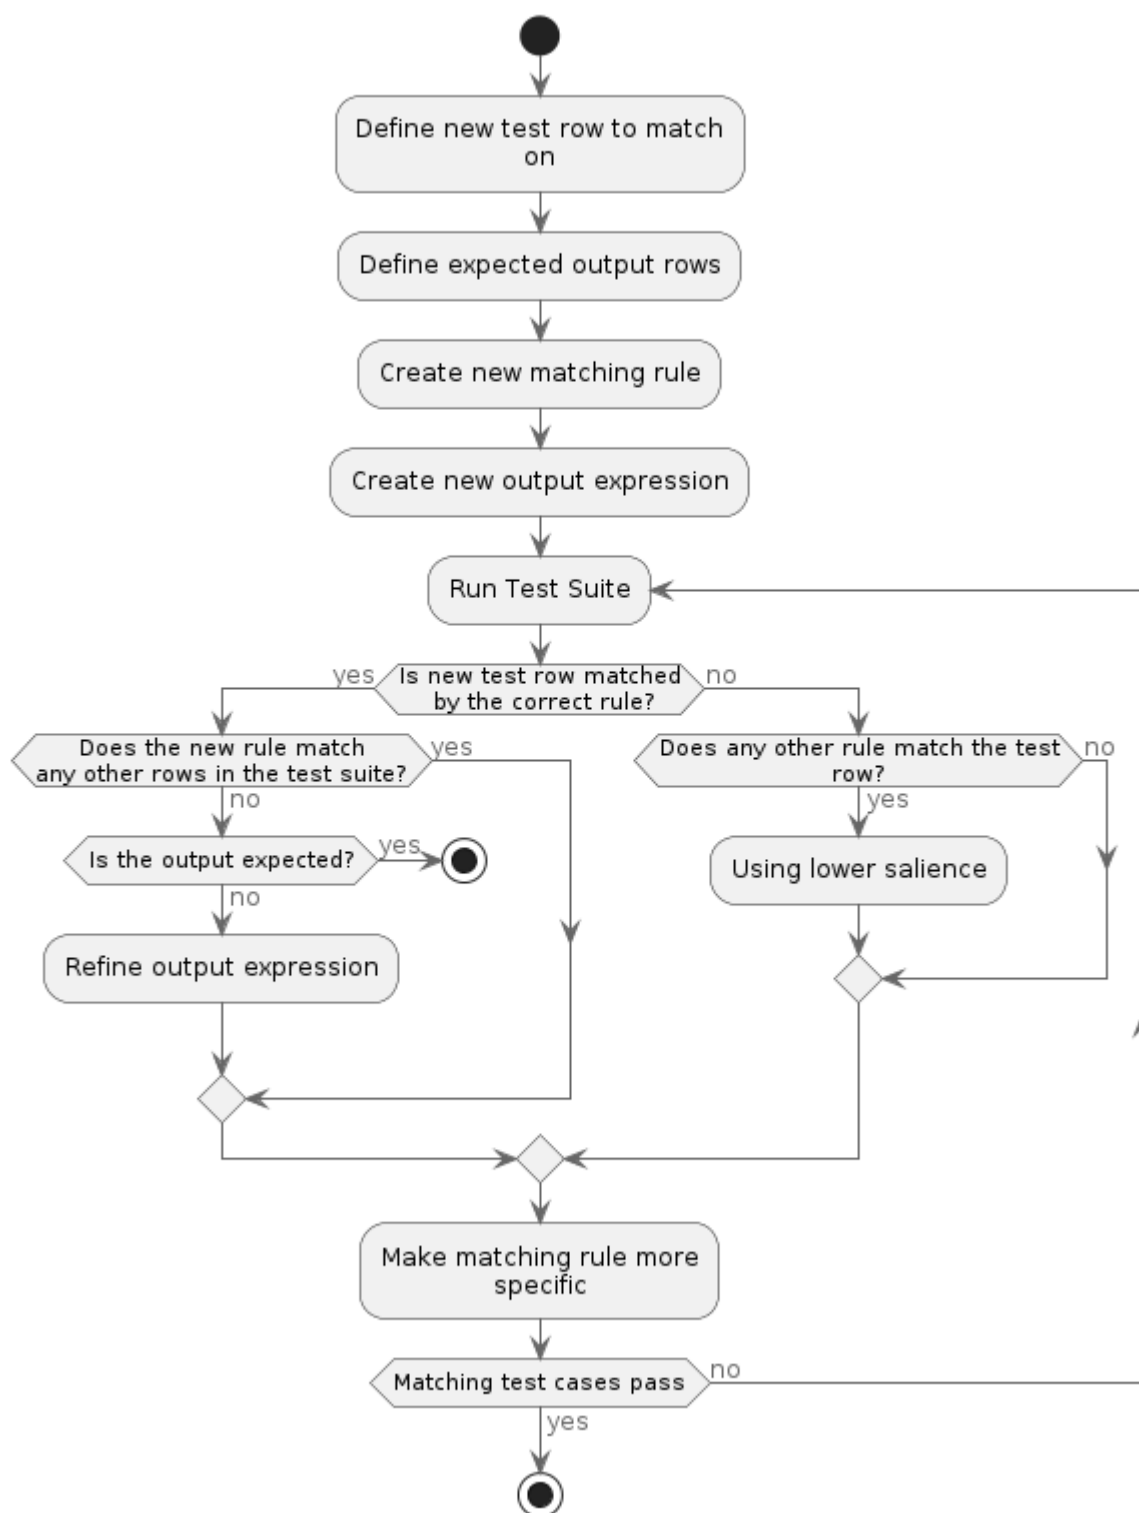 Define new test row to match
on
Define expected output rows
Create new matching rule
Create new output expression
Run Test Suite
yes
Is new test row matched
by the correct rule?
no
Does the new rule match
any other rows in the test suite?
yes
Does any other rule match the test
row?
no
no
yes
Is the output expected?
yes
Using lower salience
no
Refine output expression
Make matching rule more
specific
Matching test cases pass
no
yes